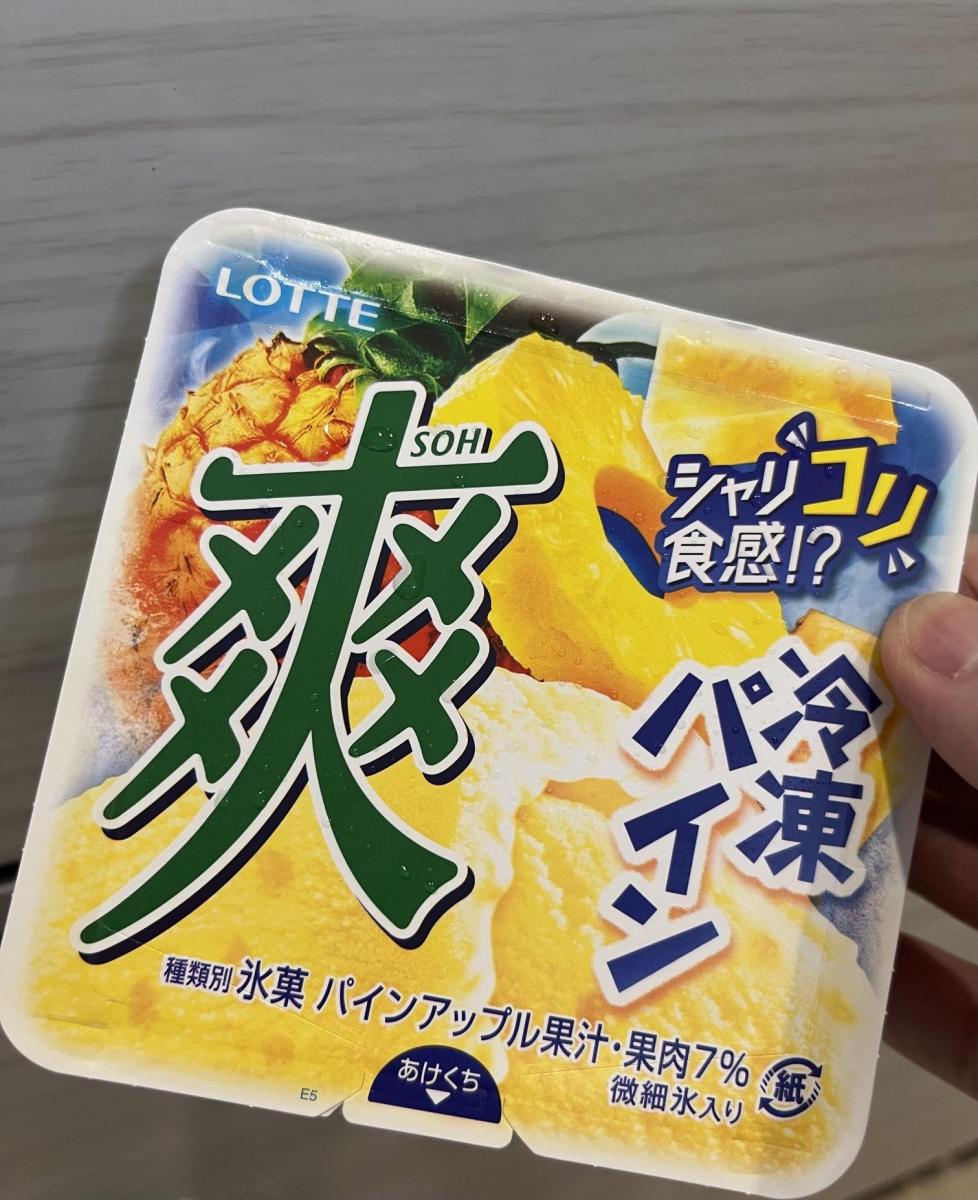 LOTTE
爽
SOHI
シャリコリ
食感!?
冷凍
パイン
種類別 氷菓 パインアップル果汁・果肉7%
微細氷入り
紙
あけくち
E5